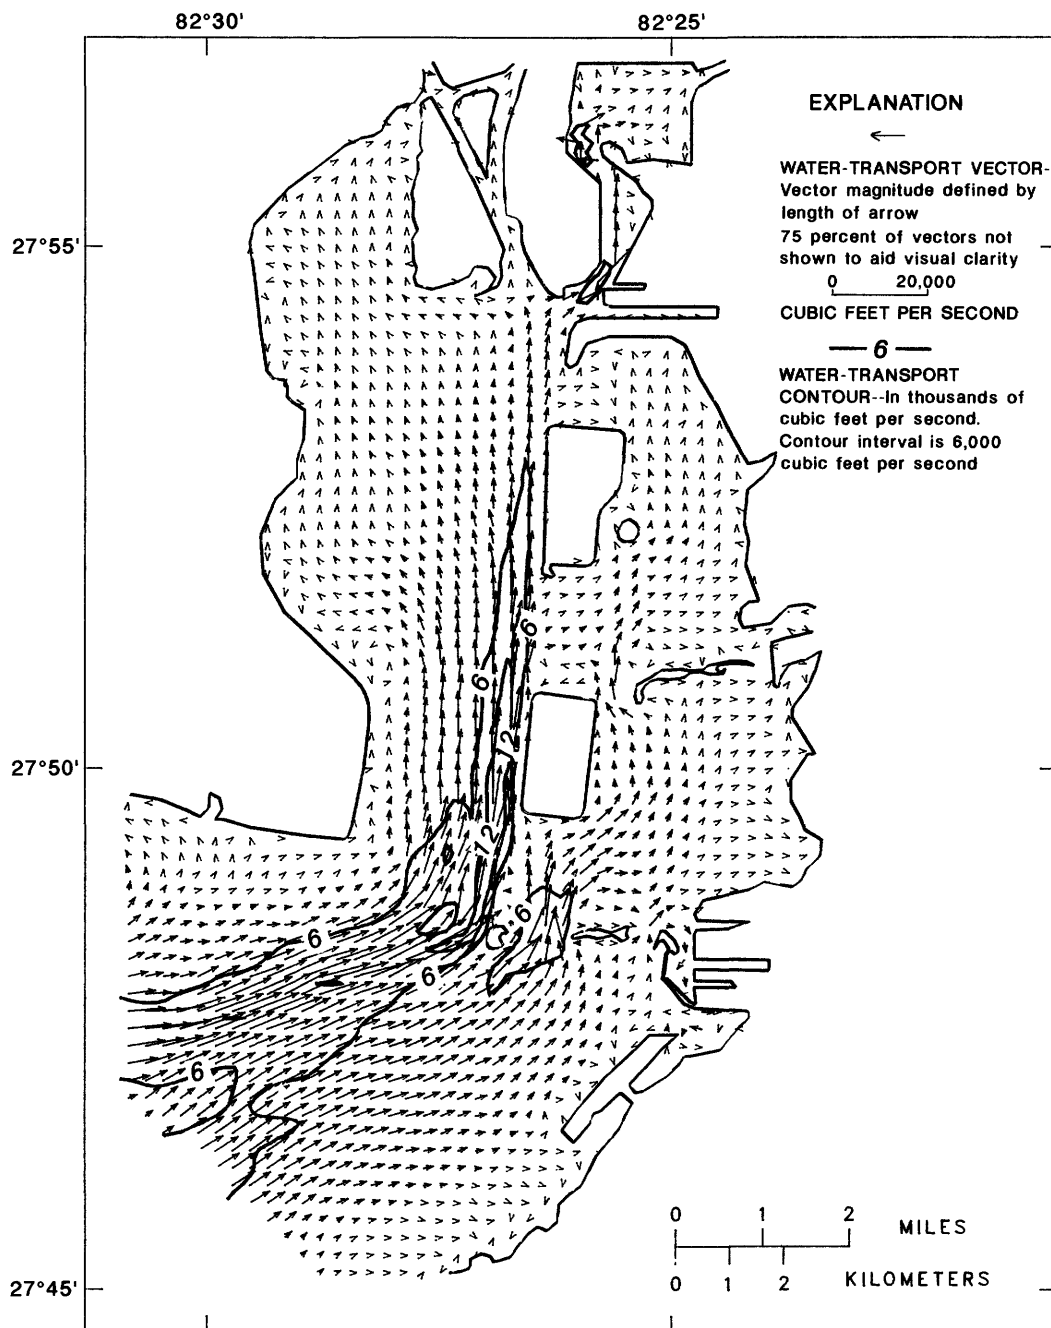 82°30' 82°25'
EXPLANATION
WATER-TRANSPORT VECTOR-
Vector magnitude defined by
length of arrow
75 percent of vectors not
shown to aid visual clarity
0 20,000
CUBIC FEET PER SECOND
6
WATER-TRANSPORT
CONTOUR--In thousands of
cubic feet per second.
Contour interval is 6,000
cubic feet per second
27°55'
6
6
12
27°50'
12
6
6
6
6
0 1 2
MILES
0 1 2
KILOMETERS
27°45'